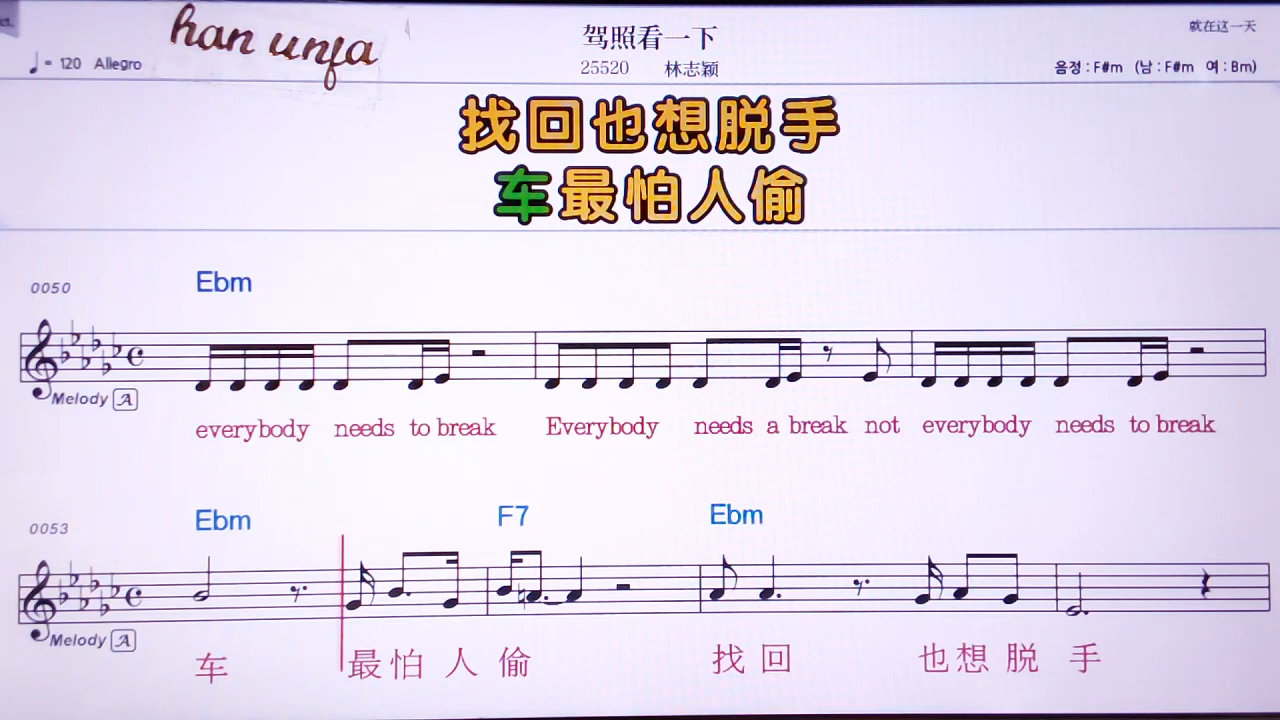 han unfa
驾照看一下
就在这一天
♩= 120 Allegro
25520 林志颖
음정 : F#m (남 : F#m 여 : Bm)
找回也想脱手
车最怕人偷
0050
Ebm
Melody A
everybody needs to break Everybody needs a break not everybody needs to break
0053
Ebm F7 Ebm
Melody A
车 最怕人偷 找回 也想脱手